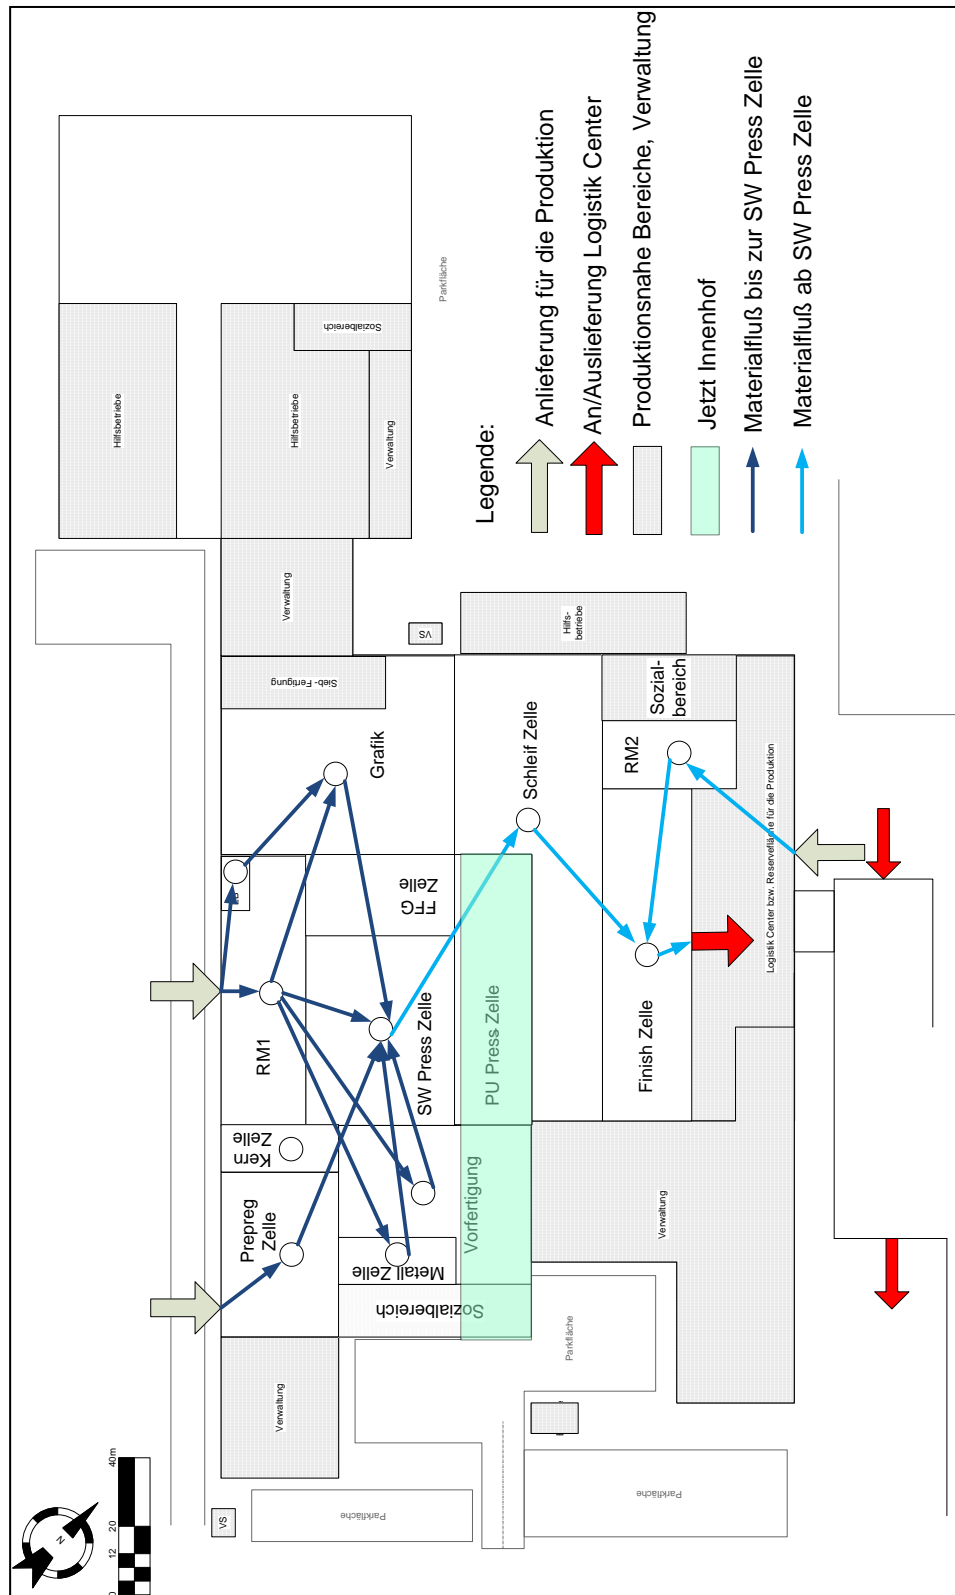 Legende:
Anlieferung für die Produktion
An/Auslieferung Logistik Center
Produktionsnahe Bereiche, Verwaltung
Jetzt Innenhof
Materialfluß bis zur SW Press Zelle
Materialfluß ab SW Press Zelle
Hilfsbetriebe
Hilfsbetriebe
Sozialbereich
Verwaltung
Parkfläche
Verwaltung
VS
Hilfs-
betriebe
Sieb-Fertigung
Grafik
Schleif Zelle
Sozial-
bereich
RM2
FFG
Zelle
RM1
SW Press Zelle
PU Press Zelle
Finish Zelle
Logistik Center bzw. Reservefläche für die Produktion
Kern
Zelle
Prepreg
Zelle
Metall Zelle
Vorfertigung
Sozialbereich
Verwaltung
Verwaltung
Parkfläche
Parkfläche
Parkfläche
VS
N
0
12
20
40m